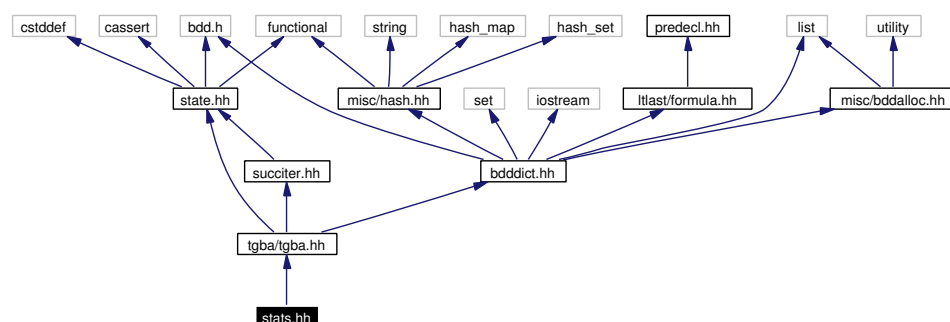 cstddef
cassert
bdd.h
functional
string
hash_map
hash_set
predecl.hh
list
utility
state.hh
misc/hash.hh
set
iostream
ltlast/formula.hh
misc/bddalloc.hh
succiter.hh
bdddict.hh
tgba/tgba.hh
stats.hh